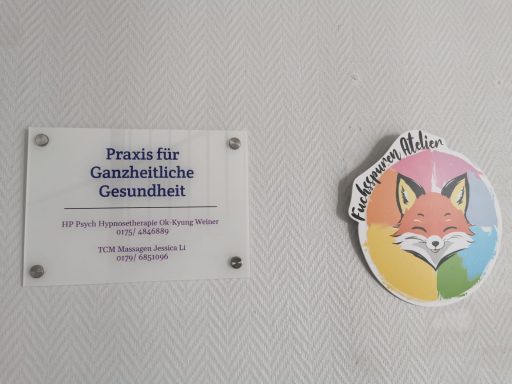 Praxis für
Ganzheitliche
Gesundheit
HP Psych Hypnosetherapie Ok-Kyung Weiner
0175/ 4846889
TCM Massagen Jessica Li
0179/ 6851096
Fuchsspuren Atelier